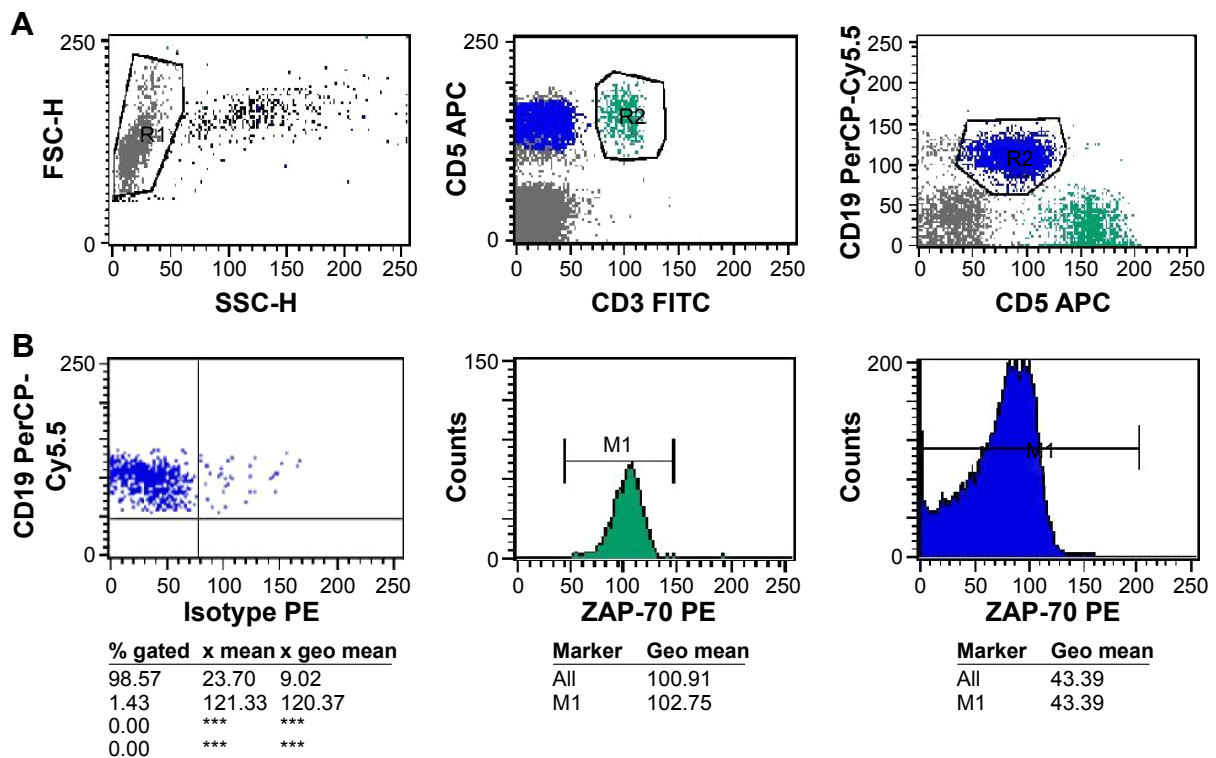 A
250
0
FSC-H
R1
0 50 100 150 200 250
SSC-H
250
200
150
100
50
0
CD5 APC
R2
0 50 100 150 200 250
CD3 FITC
250
200
150
100
50
0
CD19 PerCP-Cy5.5
R2
0 50 100 150 200 250
CD5 APC
B
250
0
CD19 PerCP-
Cy5.5
0 50 100 150 200 250
Isotype PE
% gated x mean x geo mean
98.57 23.70 9.02
1.43 121.33 120.37
0.00 *** ***
0.00 *** ***
150
0
Counts
M1
0 50 100 150 200 250
ZAP-70 PE
Marker Geo mean
All 100.91
M1 102.75
200
0
Counts
M1
0 50 100 150 200 250
ZAP-70 PE
Marker Geo mean
All 43.39
M1 43.39